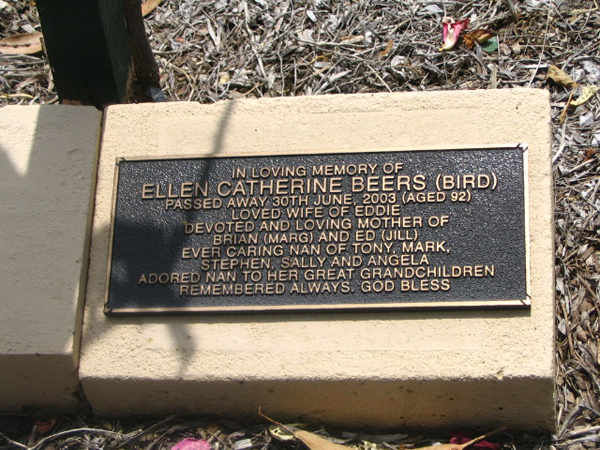 IN LOVING MEMORY OF
ELLEN CATHERINE BEERS (BIRD)
PASSED AWAY 30TH JUNE, 2003 (AGED 92)
LOVED WIFE OF EDDIE
DEVOTED AND LOVING MOTHER OF
BRIAN (MARG) AND ED (JILL)
EVER CARING NAN OF TONY, MARK,
STEPHEN, SALLY AND ANGELA
ADORED NAN TO HER GREAT GRANDCHILDREN
REMEMBERED ALWAYS. GOD BLESS